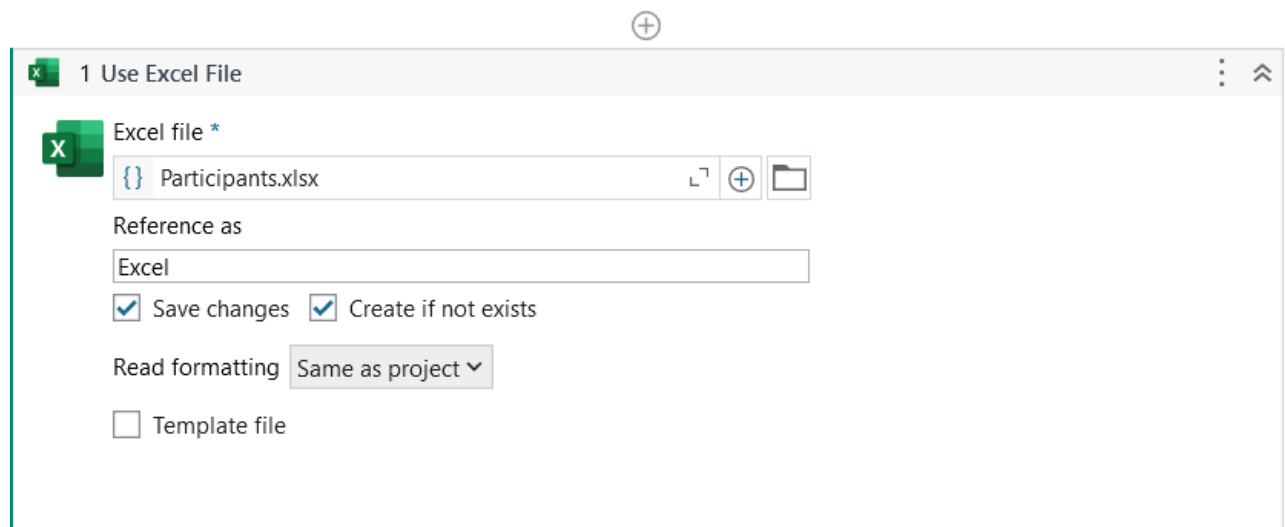 1 Use Excel File
Excel file *
{} Participants.xlsx
Reference as
Excel
Save changes Create if not exists
Read formatting Same as project
Template file